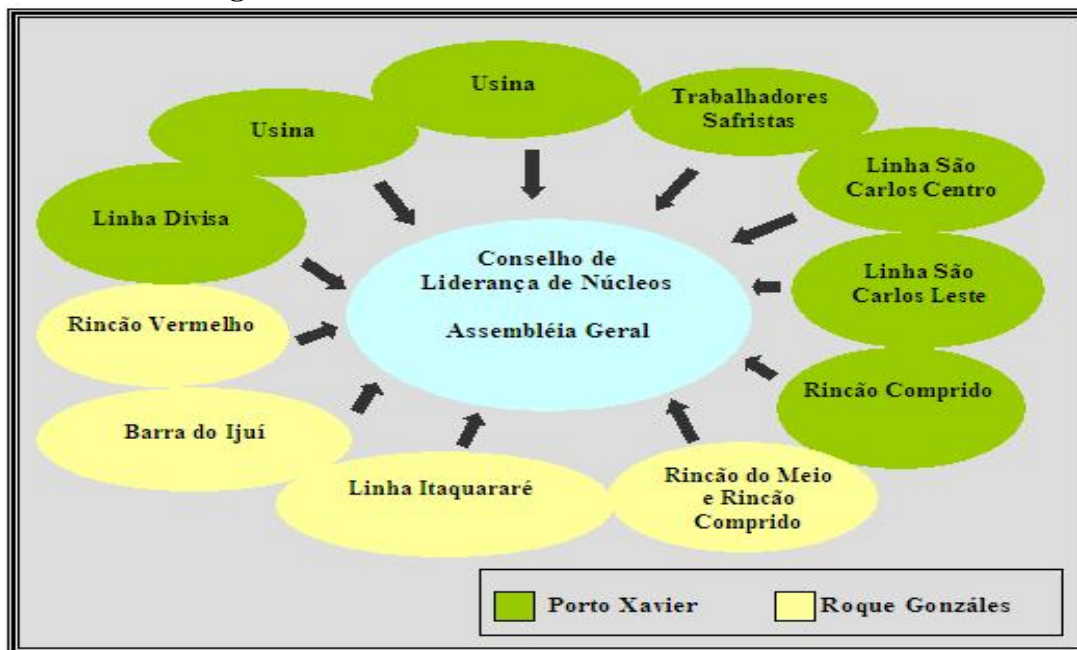 Usina
Usina
Trabalhadores
Safristas
Linha São
Carlos Centro
Linha Divisa
Conselho de
Liderança de Núcleos
Assembléia Geral
Linha São
Carlos Leste
Rincão Vermelho
Rincão Comprido
Barra do Ijuí
Linha Itaquararé
Rincão do Meio
e Rincão
Comprido
Porto Xavier
Roque Gonzáles